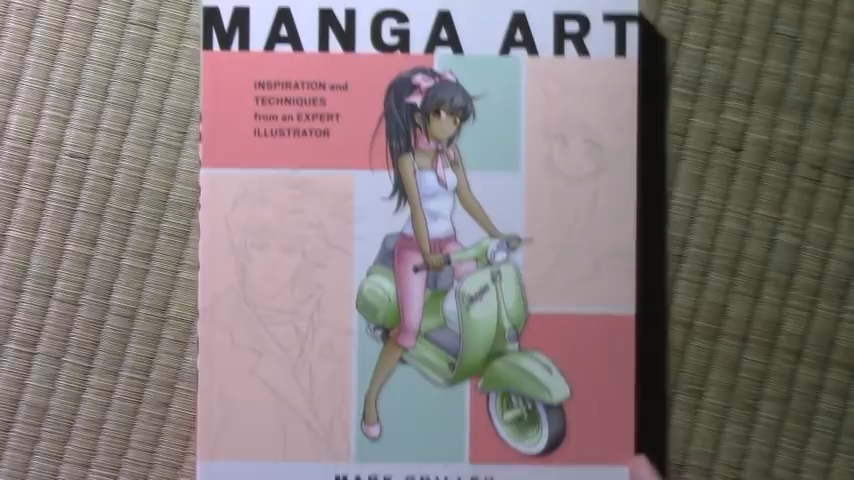 MANGA ART
INSPIRATION and
TECHNIQUES
from an EXPERT
ILLUSTRATOR